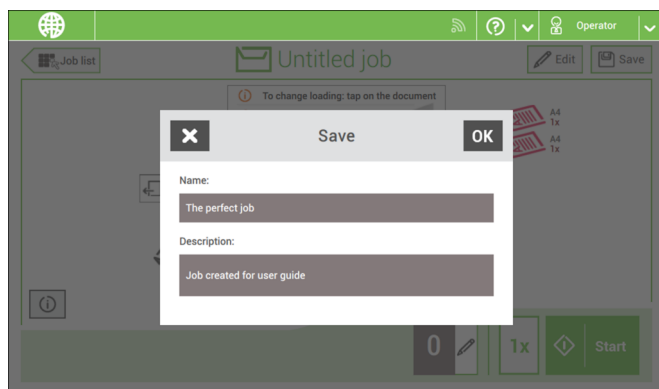 Operator
Job list
Untitled job
Edit
Save
To change loading: tap on the document
A4
1x
A4
1x
Save
OK
Name:
The perfect job
Description:
Job created for user guide
0
1x
Start